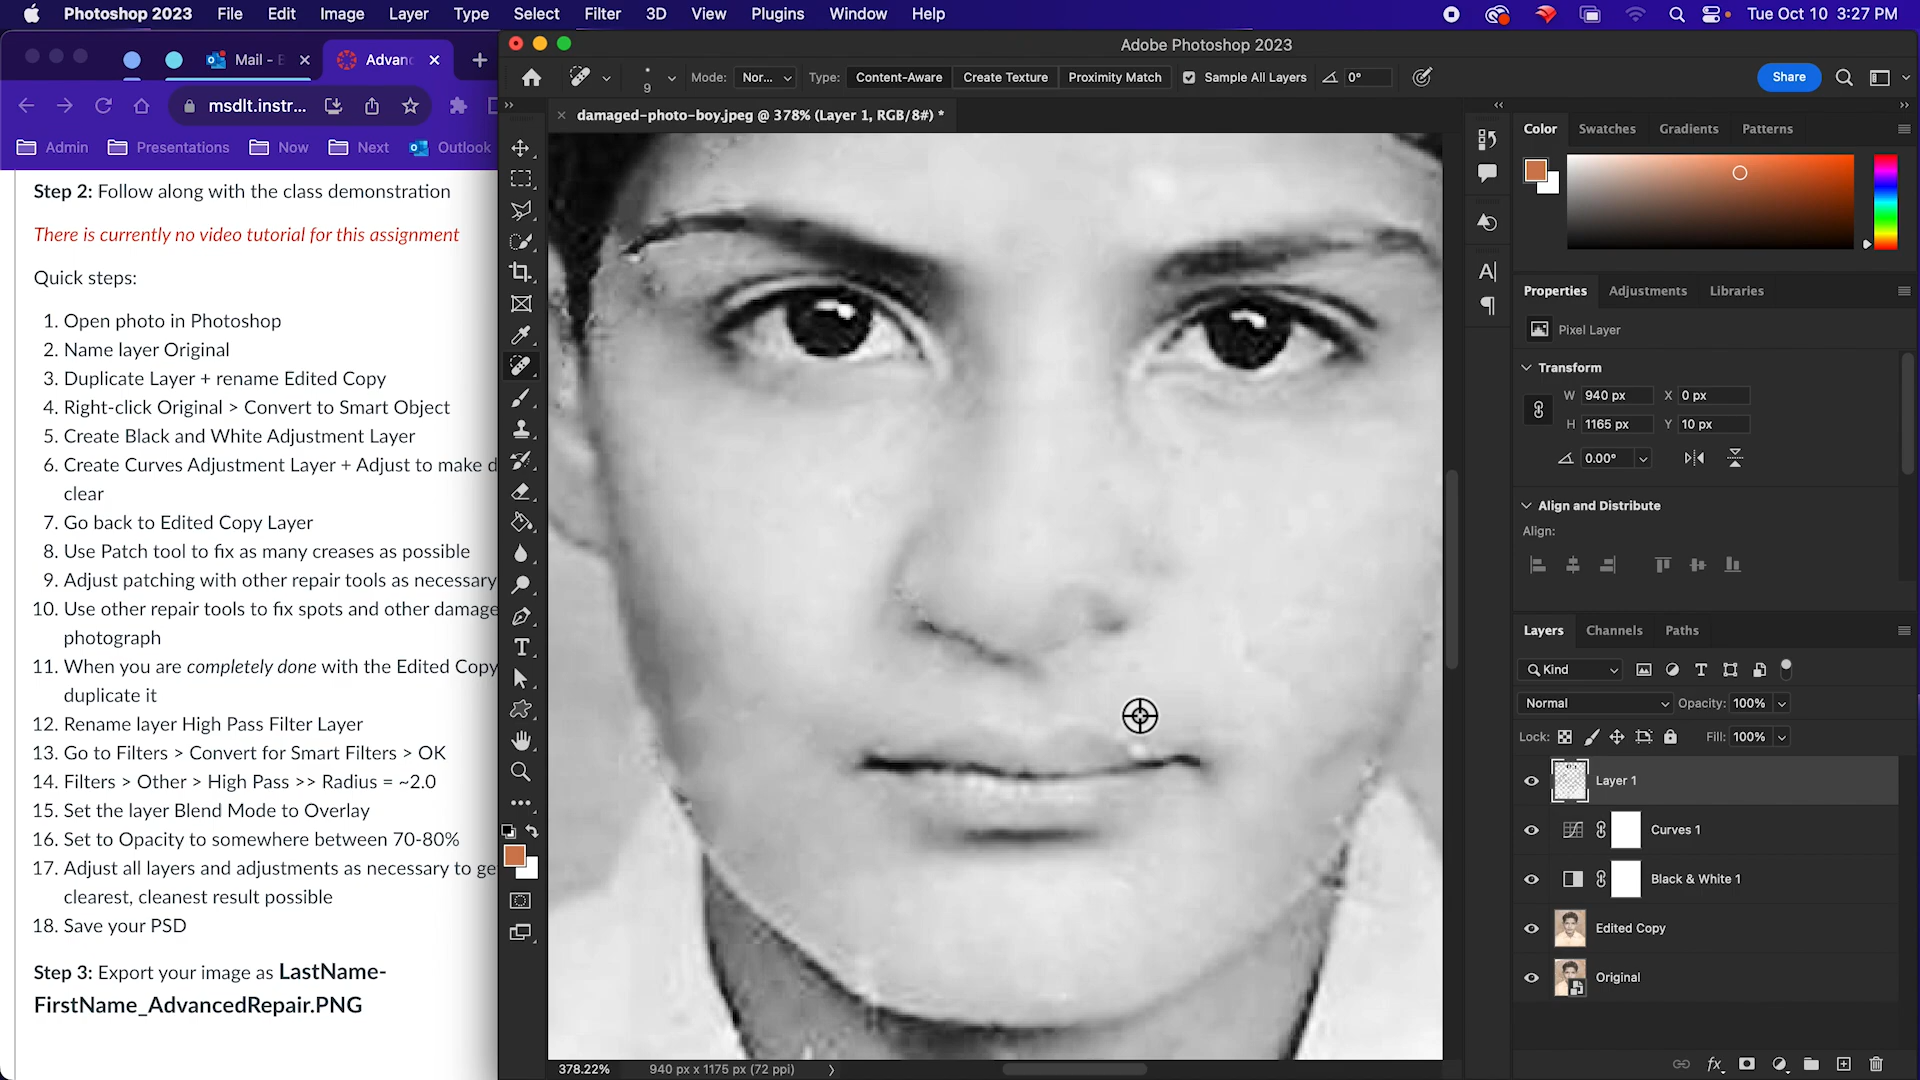 Photoshop 2023 File Edit Image Layer Type Select Filter 3D View Plugins Window Help Tue Oct 10 3:27 PM
Adobe Photoshop 2023
Mail - Advan
9 Mode: Nor... Type: Content-Aware Create Texture Proximity Match Sample All Layers 0° Share
msdlt.instr...
damaged-photo-boy.jpeg @ 378% (Layer 1, RGB/8#) *
Admin Presentations Now Next Outlook
Step 2: Follow along with the class demonstration
There is currently no video tutorial for this assignment
Quick steps:
1. Open photo in Photoshop
2. Name layer Original
3. Duplicate Layer + rename Edited Copy
4. Right-click Original > Convert to Smart Object
5. Create Black and White Adjustment Layer
6. Create Curves Adjustment Layer + Adjust to make d
clear
7. Go back to Edited Copy Layer
8. Use Patch tool to fix as many creases as possible
9. Adjust patching with other repair tools as necessary
10. Use other repair tools to fix spots and other damage
photograph
11. When you are completely done with the Edited Copy
duplicate it
12. Rename layer High Pass Filter Layer
13. Go to Filters > Convert for Smart Filters > OK
14. Filters > Other > High Pass >> Radius = ~2.0
15. Set the layer Blend Mode to Overlay
16. Set to Opacity to somewhere between 70-80%
17. Adjust all layers and adjustments as necessary to ge
clearest, cleanest result possible
18. Save your PSD
Step 3: Export your image as LastName-
FirstName_AdvancedRepair.PNG
378.22% 940 px x 1175 px (72 ppi)
Color Swatches Gradients Patterns
Properties Adjustments Libraries
Pixel Layer
Transform
W 940 px X 0 px
H 1165 px Y 10 px
0.00°
Align and Distribute
Align:
Layers Channels Paths
Kind
Normal Opacity: 100%
Lock: Fill: 100%
Layer 1
Curves 1
Black & White 1
Edited Copy
Original